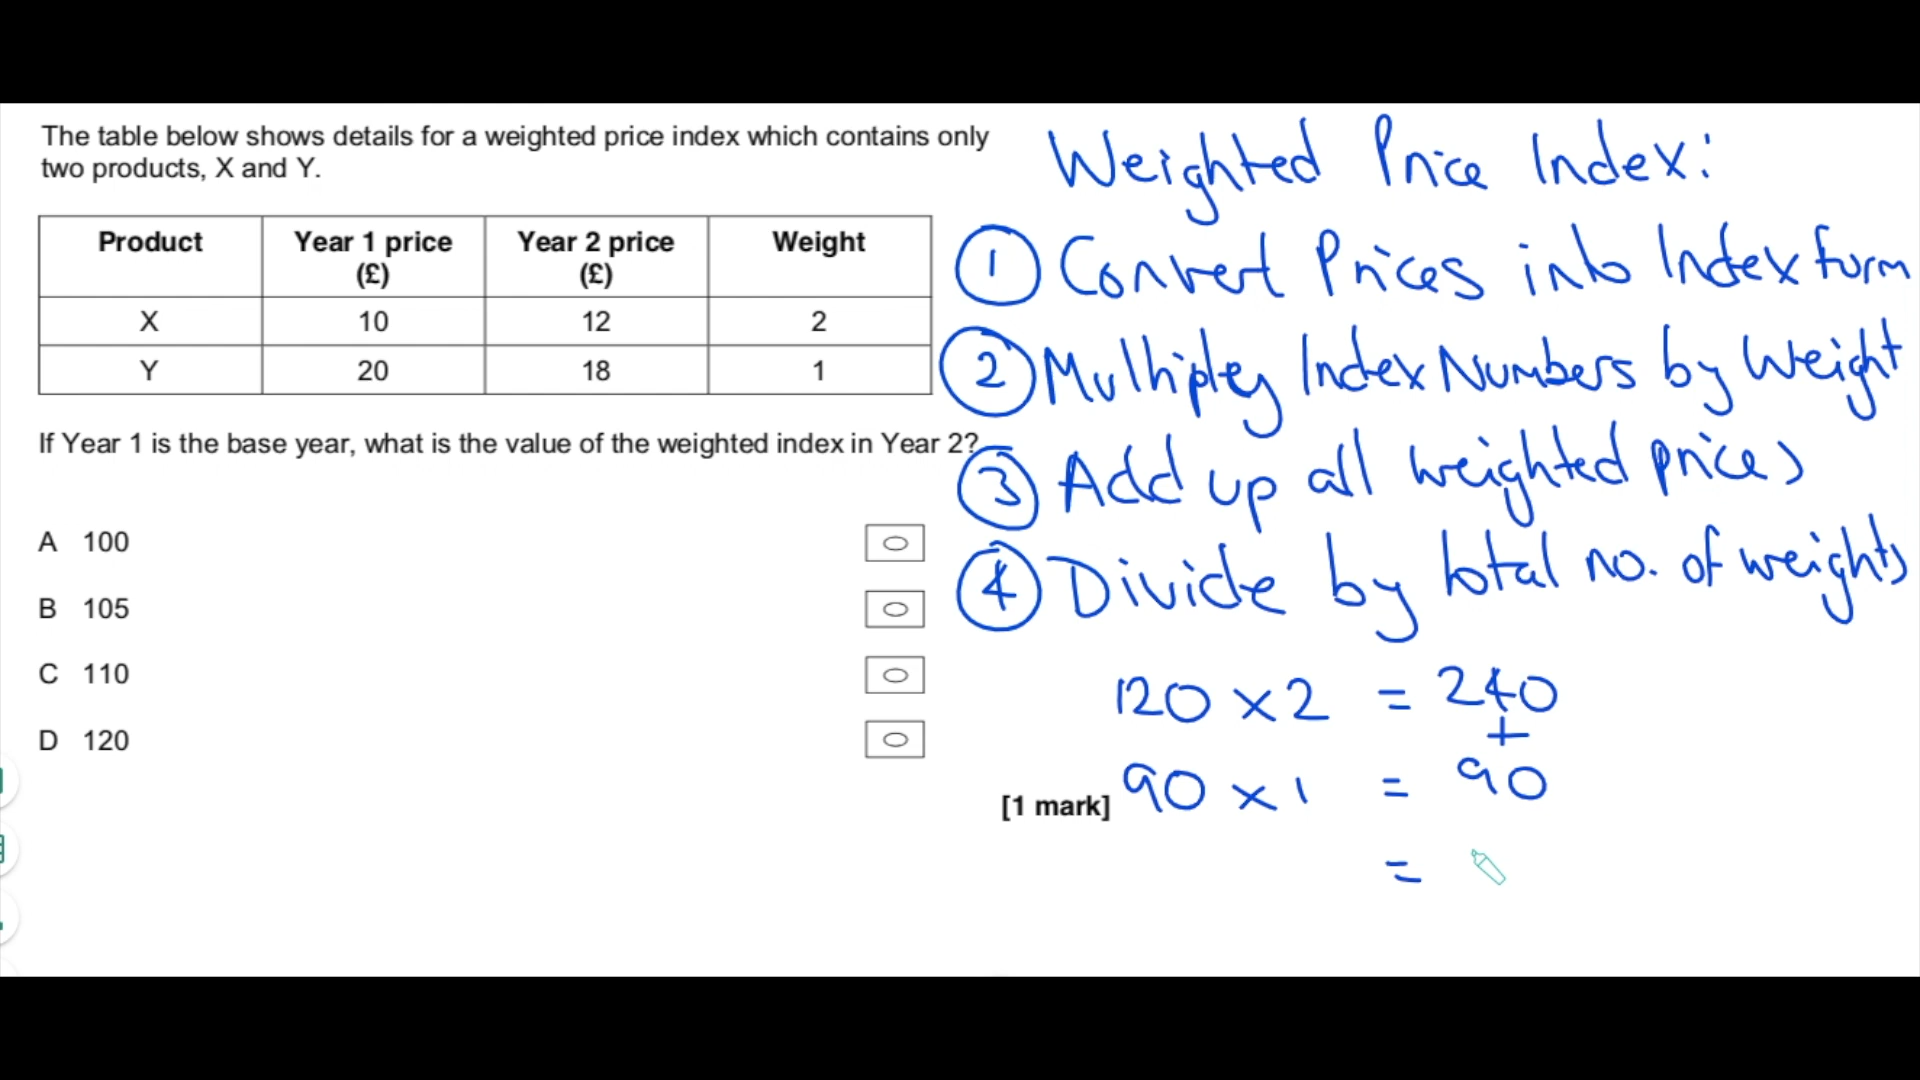 The table below shows details for a weighted price index which contains only
two products, X and Y.
Product Year 1 price (£) Year 2 price (£) Weight
X 10 12 2
Y 20 18 1
If Year 1 is the base year, what is the value of the weighted index in Year 2?
A 100
B 105
C 110
D 120
[1 mark]
Weighted Price Index:
1 Convert Prices into Index form
2 Multiply Index Numbers by Weight
3 Add up all weighted prices
4 Divide by total no. of weights
120 x 2 = 240
+
90 x 1 = 90
=